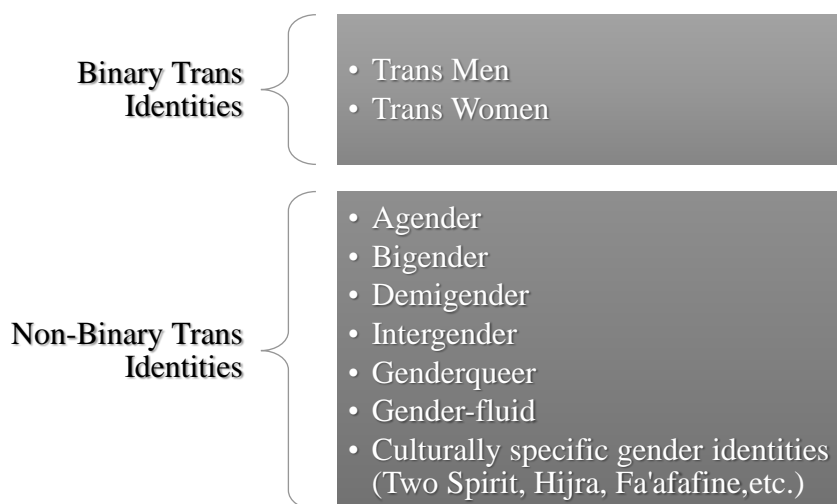 Binary Trans
Identities
• Trans Men
• Trans Women
Non-Binary Trans
Identities
• Agender
• Bigender
• Demigender
• Intergender
• Genderqueer
• Gender-fluid
• Culturally specific gender identities
(Two Spirit, Hijra, Fa'afafine,etc.)